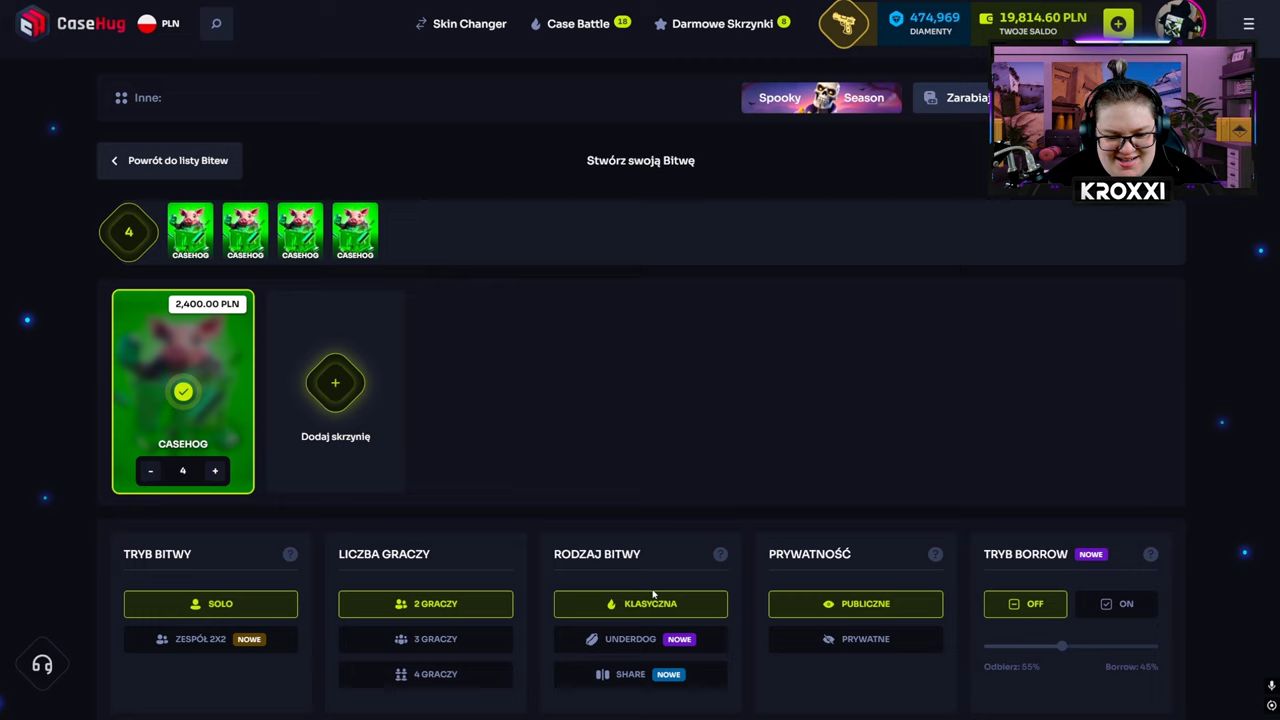 CaseHug
PLN
Skin Changer
Case Battle 18
Darmowe Skrzynki 8
474,969
DIAMENTY
19,814.60 PLN
TWOJE SALDO
Inne:
Spooky Season
Zarabiaj
Powrót do listy Bitew
Stwórz swoją Bitwę
KROXXI
4
CASEHOG
CASEHOG
CASEHOG
CASEHOG
2,400.00 PLN
CASEHOG
- 4 +
+
Dodaj skrzynię
TRYB BITWY ?
SOLO
ZESPÓŁ 2X2 NOWE
LICZBA GRACZY
2 GRACZY
3 GRACZY
4 GRACZY
RODZAJ BITWY ?
KLASYCZNA
UNDERDOG NOWE
SHARE NOWE
PRYWATNOŚĆ ?
PUBLICZNE
PRYWATNE
TRYB BORROW NOWE ?
OFF
ON
Odbierz: 55%
Borrow: 45%